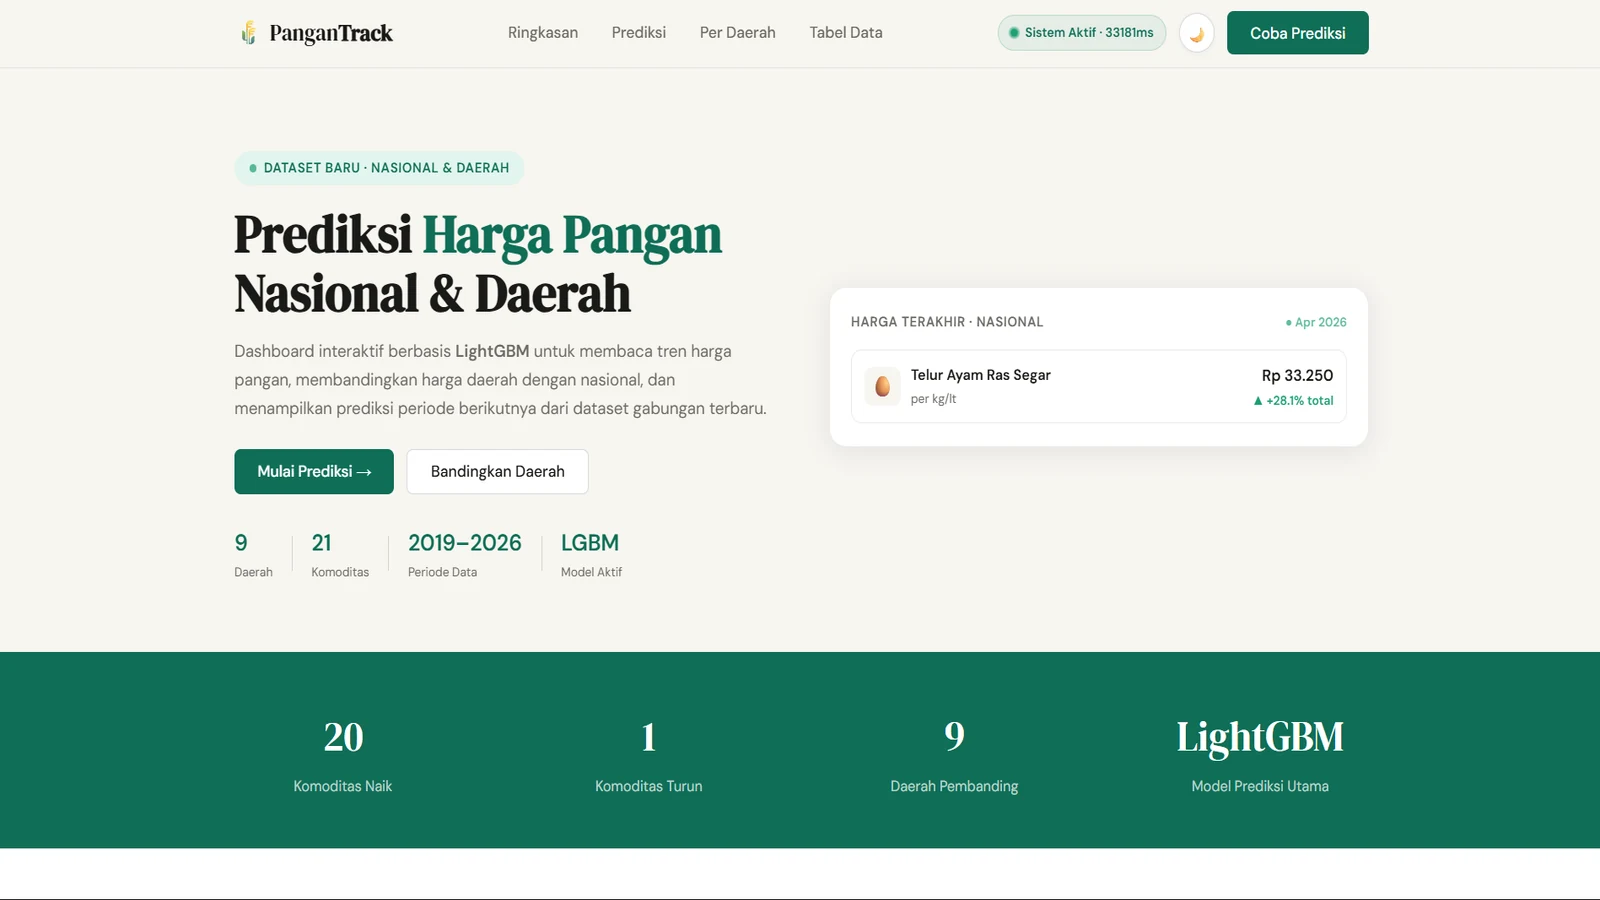 PanganTrack
Ringkasan
Prediksi
Per Daerah
Tabel Data
Sistem Aktif · 33181ms
Coba Prediksi
DATASET BARU · NASIONAL & DAERAH
Prediksi Harga Pangan
Nasional & Daerah
Dashboard interaktif berbasis LightGBM untuk membaca tren harga
pangan, membandingkan harga daerah dengan nasional, dan
menampilkan prediksi periode berikutnya dari dataset gabungan terbaru.
Mulai Prediksi →
Bandingkan Daerah
9
Daerah
21
Komoditas
2019–2026
Periode Data
LGBM
Model Aktif
HARGA TERAKHIR · NASIONAL
● Apr 2026
Telur Ayam Ras Segar
per kg/lt
Rp 33.250
▲ +28.1% total
20
Komoditas Naik
1
Komoditas Turun
9
Daerah Pembanding
LightGBM
Model Prediksi Utama